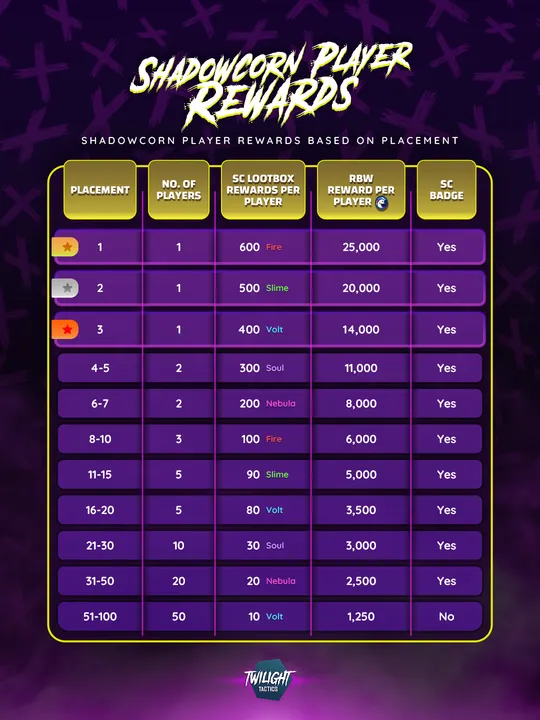 SHADOWCORN PLAYER
REWARDS
SHADOWCORN PLAYER REWARDS BASED ON PLACEMENT
PLACEMENT NO. OF PLAYERS SC LOOTBOX REWARDS PER PLAYER RBW REWARD PER PLAYER SC BADGE
1 1 600 Fire 25,000 Yes
2 1 500 Slime 20,000 Yes
3 1 400 Volt 14,000 Yes
4-5 2 300 Soul 11,000 Yes
6-7 2 200 Nebula 8,000 Yes
8-10 3 100 Fire 6,000 Yes
11-15 5 90 Slime 5,000 Yes
16-20 5 80 Volt 3,500 Yes
21-30 10 30 Soul 3,000 Yes
31-50 20 20 Nebula 2,500 Yes
51-100 50 10 Volt 1,250 No
TWILIGHT
TACTICS